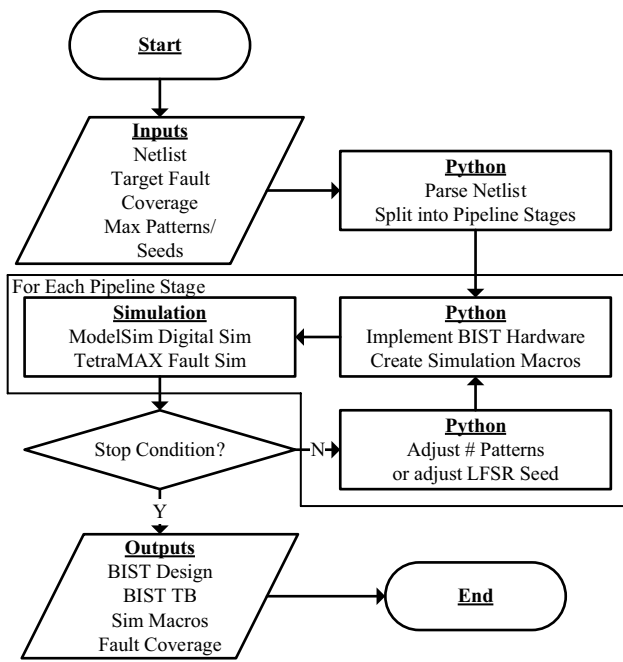 Start
Inputs
Netlist
Target Fault
Coverage
Max Patterns/
Seeds
Python
Parse Netlist
Split into Pipeline Stages
For Each Pipeline Stage
Simulation
ModelSim Digital Sim
TetraMAX Fault Sim
Python
Implement BIST Hardware
Create Simulation Macros
Stop Condition?
N
Python
Adjust # Patterns
or adjust LFSR Seed
Y
Outputs
BIST Design
BIST TB
Sim Macros
Fault Coverage
End